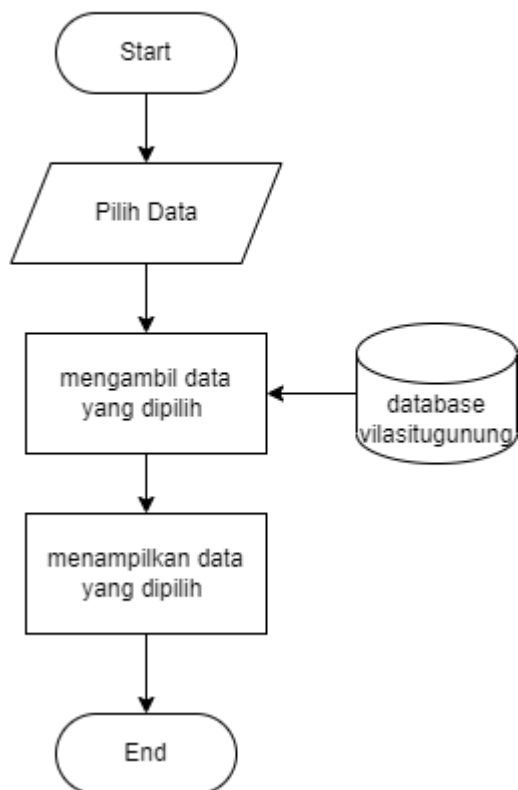 Start
Pilih Data
mengambil data
yang dipilih
database
vilasitugunung
menampilkan data
yang dipilih
End